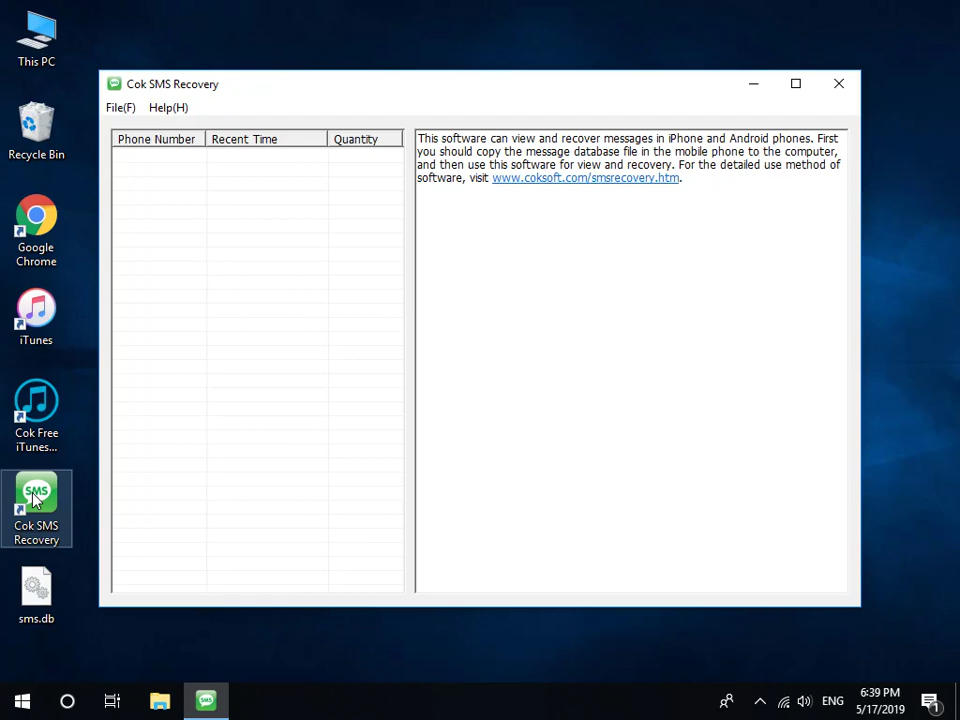 This PC
Recycle Bin
Google
Chrome
iTunes
Cok Free
iTunes...
SMS
Cok SMS
Recovery
sms.db
Cok SMS Recovery
File(F) Help(H)
Phone Number Recent Time Quantity
This software can view and recover messages in iPhone and Android phones. First
you should copy the message database file in the mobile phone to the computer,
and then use this software for view and recovery. For the detailed use method of
software, visit www.coksoft.com/smsrecovery.htm.
ENG
6:39 PM
5/17/2019
1